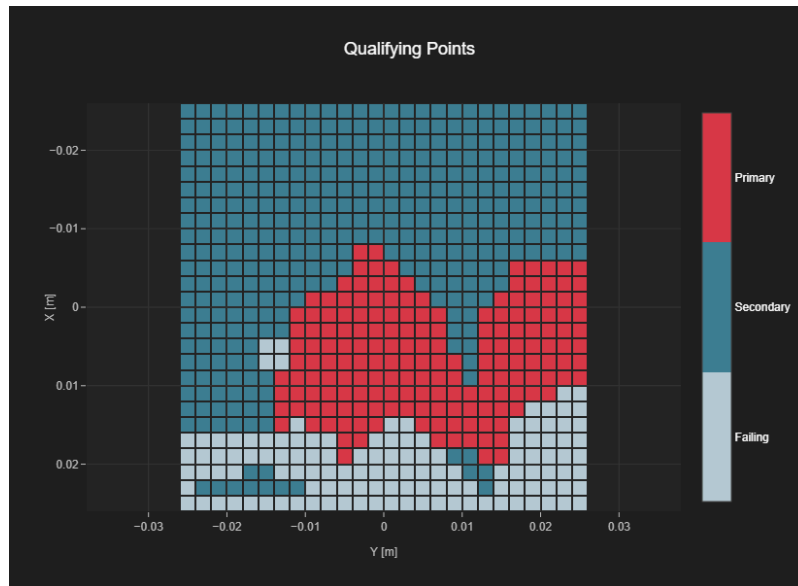 Qualifying Points
−0.02
−0.01
0
0.01
0.02
X [m]
−0.03
−0.02
−0.01
0
0.01
0.02
0.03
Y [m]
Primary
Secondary
Failing